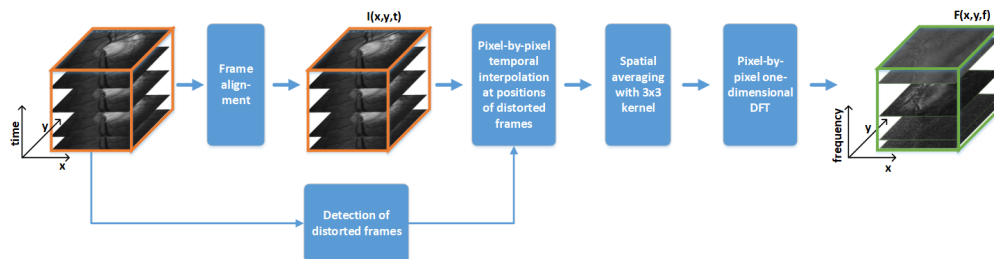 I(x,y,t)
F(x,y,f)
Frame
align-
ment
Pixel-by-pixel
temporal
interpolation
at positions
of distorted
frames
Spatial
averaging
with 3x3
kernel
Pixel-by-
pixel one-
dimensional
DFT
time
y
x
frequency
y
x
Detection of
distorted frames